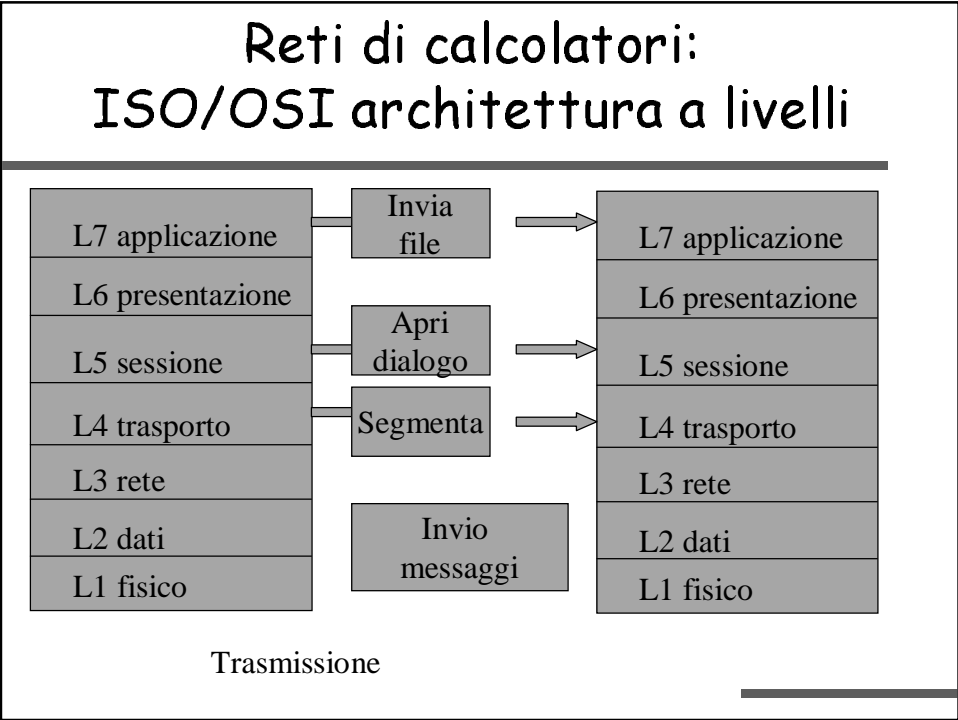 Reti di calcolatori:
ISO/OSI architettura a livelli
L7 applicazione
L6 presentazione
L5 sessione
L4 trasporto
L3 rete
L2 dati
L1 fisico
Invia
file
Apri
dialogo
Segmenta
Invio
messaggi
L7 applicazione
L6 presentazione
L5 sessione
L4 trasporto
L3 rete
L2 dati
L1 fisico
Trasmissione